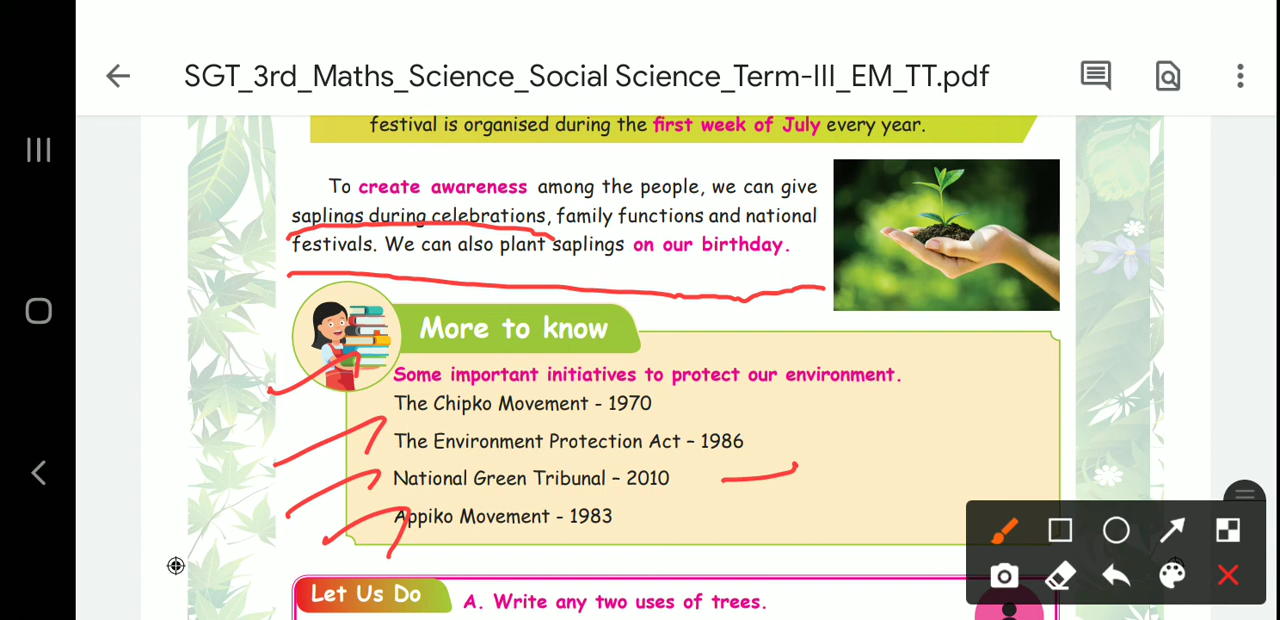 SGT_3rd_Maths_Science_Social Science_Term-III_EM_TT.pdf
festival is organised during the first week of July every year.
To create awareness among the people, we can give
saplings during celebrations, family functions and national
festivals. We can also plant saplings on our birthday.
More to know
Some important initiatives to protect our environment.
The Chipko Movement - 1970
The Environment Protection Act – 1986
National Green Tribunal – 2010
Appiko Movement - 1983
Let Us Do
A. Write any two uses of trees.